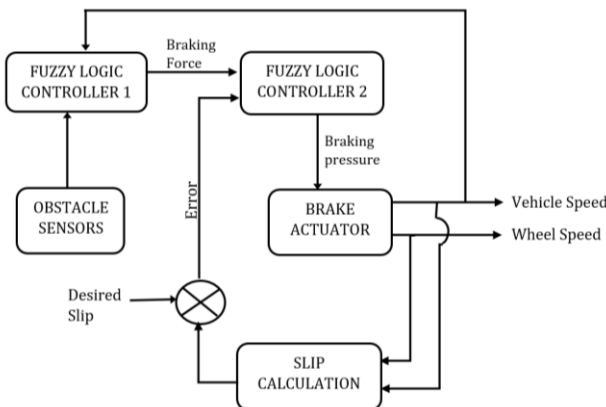 Braking
Force
FUZZY LOGIC
CONTROLLER 1
FUZZY LOGIC
CONTROLLER 2
Braking
pressure
OBSTACLE
SENSORS
Error
BRAKE
ACTUATOR
Vehicle Speed
Wheel Speed
Desired
Slip
SLIP
CALCULATION